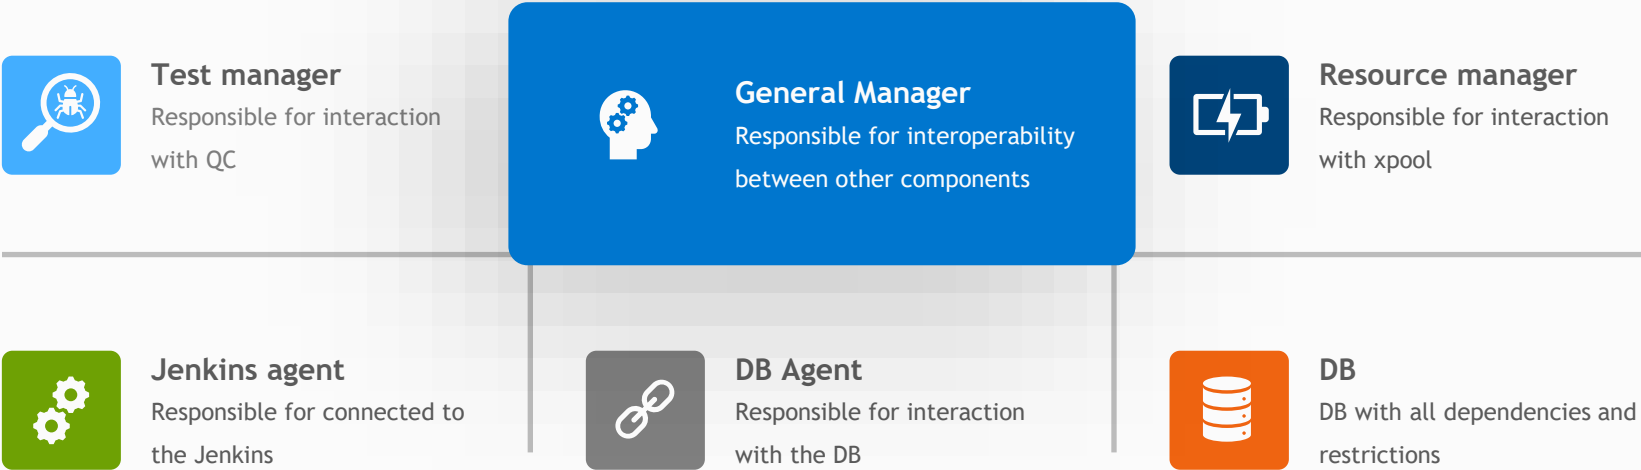 Test manager
Responsible for interaction
with QC
General Manager
Responsible for interoperability
between other components
Resource manager
Responsible for interaction
with xpool
Jenkins agent
Responsible for connected to
the Jenkins
DB Agent
Responsible for interaction
with the DB
DB
DB with all dependencies and
restrictions